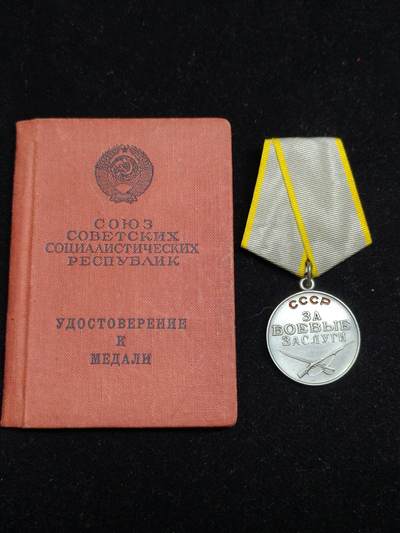 СОЮЗ
СОВЕТСКИХ
СОЦИАЛИСТИЧЕСКИХ
РЕСПУБЛИК
УДОСТОВЕРЕНИЕ
К
МЕДАЛИ
СССР
ЗА
БОЕВЫЕ
ЗАСЛУГИ